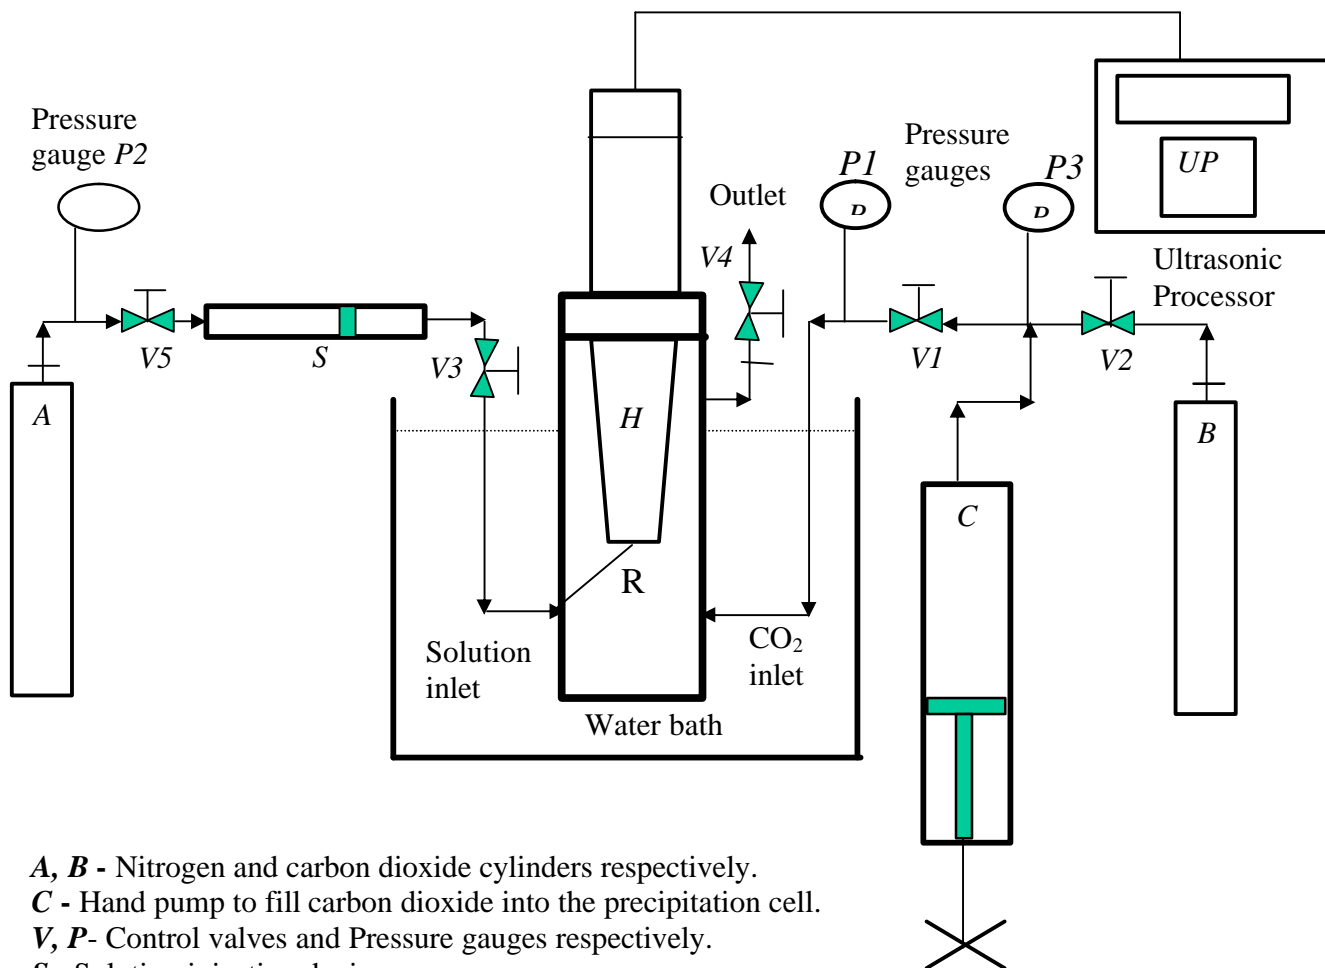 Pressure
gauge P2
Outlet
P1
Pressure
gauges
P3
UP
Ultrasonic
Processor
V4
V5
S
V3
V1
V2
A
H
B
C
R
Solution
inlet
CO₂
inlet
Water bath
A, B - Nitrogen and carbon dioxide cylinders respectively.
C - Hand pump to fill carbon dioxide into the precipitation cell.
V, P- Control valves and Pressure gauges respectively.